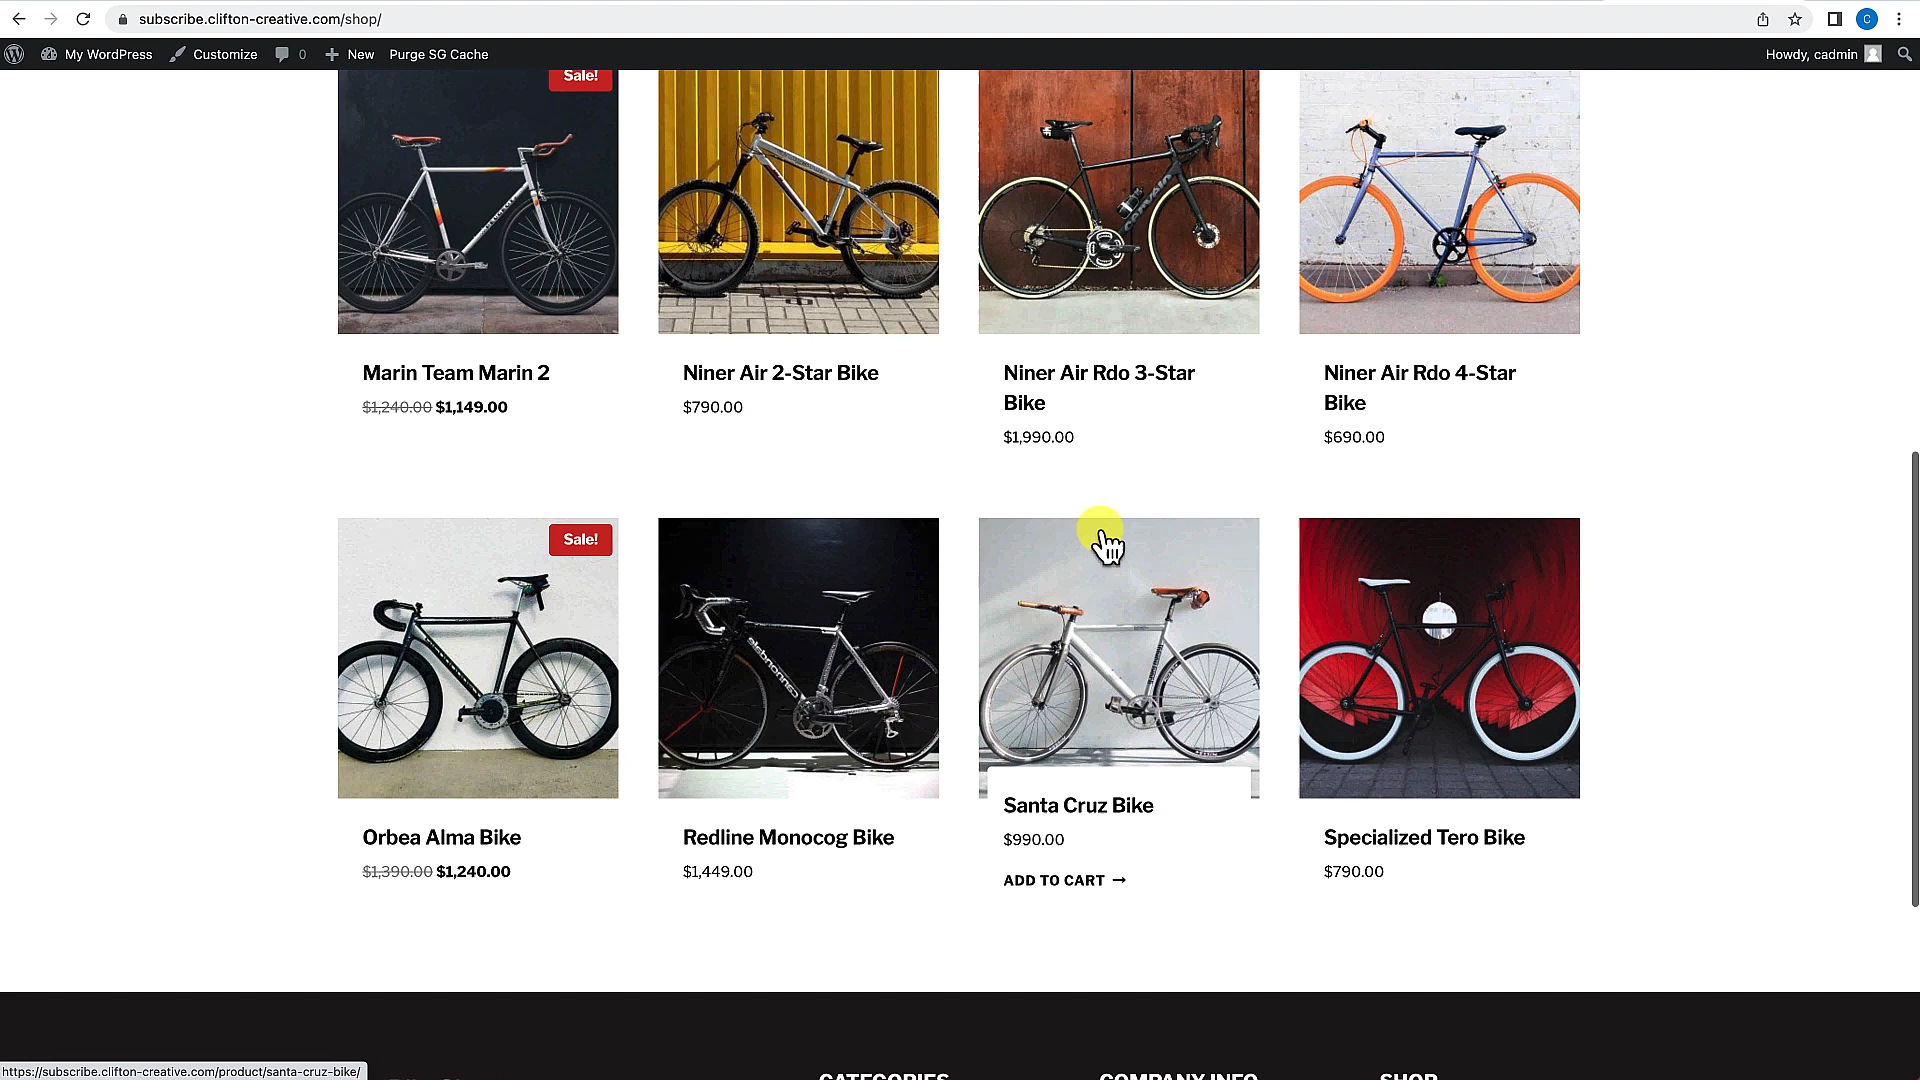 subscribe.clifton-creative.com/shop/
C
My WordPress
Customize
0
New
Purge SG Cache
Howdy, cadmin
Sale!
Marin Team Marin 2
$1,240.00 $1,149.00
Niner Air 2-Star Bike
$790.00
Niner Air Rdo 3-Star
Bike
$1,990.00
Niner Air Rdo 4-Star
Bike
$690.00
Sale!
Orbea Alma Bike
$1,390.00 $1,240.00
cannondale
Redline Monocog Bike
$1,449.00
Santa Cruz Bike
$990.00
ADD TO CART →
Specialized Tero Bike
$790.00
CATEGORIES
COMPANY INFO
SHOP
https://subscribe.clifton-creative.com/product/santa-cruz-bike/